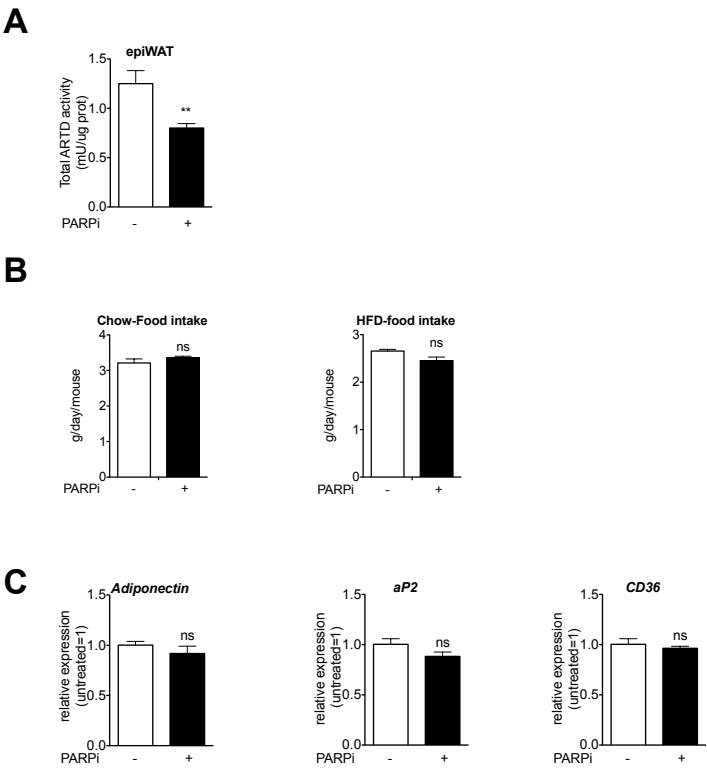 A
epiWAT
Total ARTD activity
(mU/ug prot)
1.5
1.0
0.5
0.0
**
PARPi - +
B
Chow-Food intake
g/day/mouse
4
3
2
1
0
ns
PARPi - +
HFD-food intake
g/day/mouse
3
2
1
0
ns
PARPi - +
C
Adiponectin
relative expression
(untreated=1)
1.5
1.0
0.5
0.0
ns
PARPi - +
aP2
relative expression
(untreated=1)
1.5
1.0
0.5
0.0
ns
PARPi - +
CD36
relative expression
(untreated=1)
1.5
1.0
0.5
0.0
ns
PARPi - +